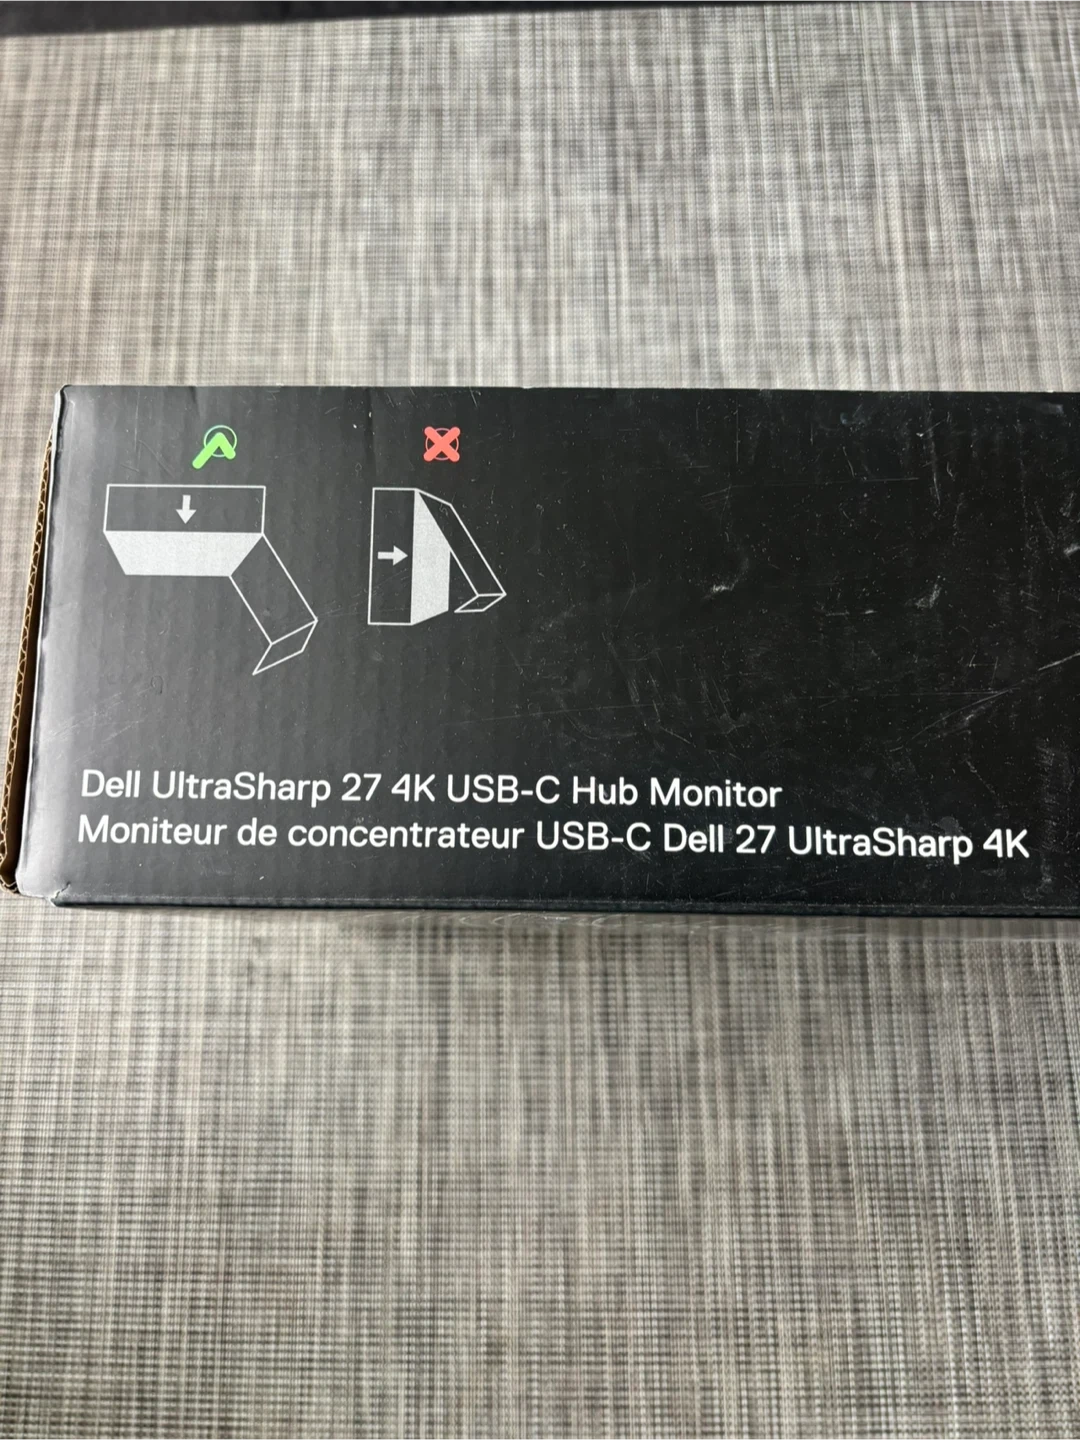 Dell UltraSharp 27 4K USB-C Hub Monitor
Moniteur de concentrateur USB-C Dell 27 UltraSharp 4K